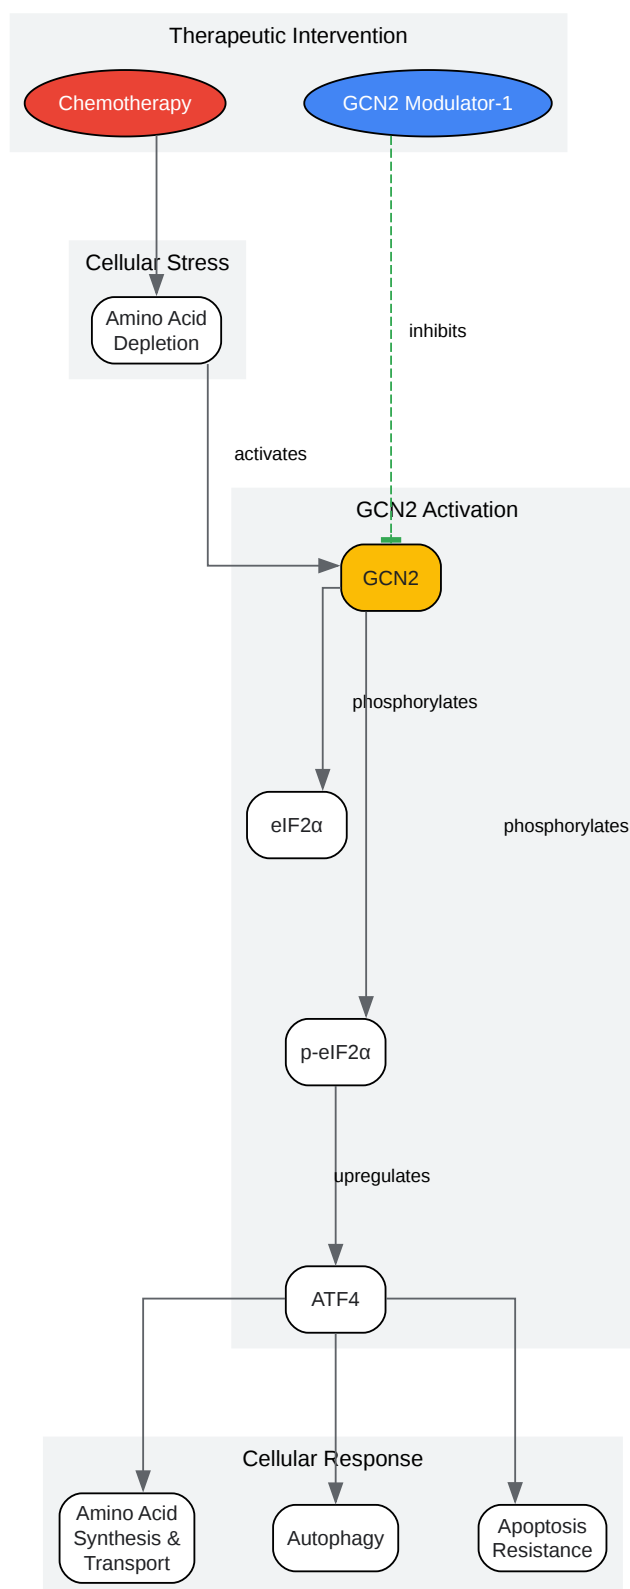 Therapeutic Intervention
Chemotherapy
GCN2 Modulator-1
Cellular Stress
Amino Acid
Depletion
inhibits
activates
GCN2 Activation
GCN2
phosphorylates
eIF2α
phosphorylates
p-eIF2α
upregulates
ATF4
Cellular Response
Amino Acid
Synthesis &
Transport
Autophagy
Apoptosis
Resistance